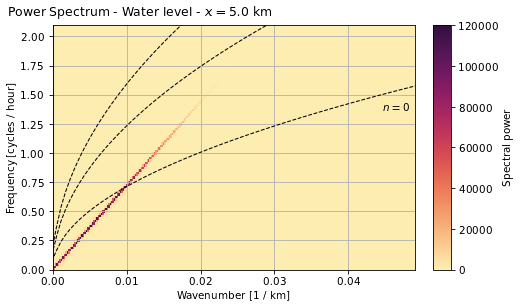 Power Spectrum - Water level - x = 5.0 km
Frequency [cycles / hour]
2.00
1.75
1.50
1.25
1.00
0.75
0.50
0.25
0.00
n = 0
0.00 0.01 0.02 0.03 0.04
Wavenumber [1 / km]
120000
100000
80000
60000
40000
20000
0
Spectral power